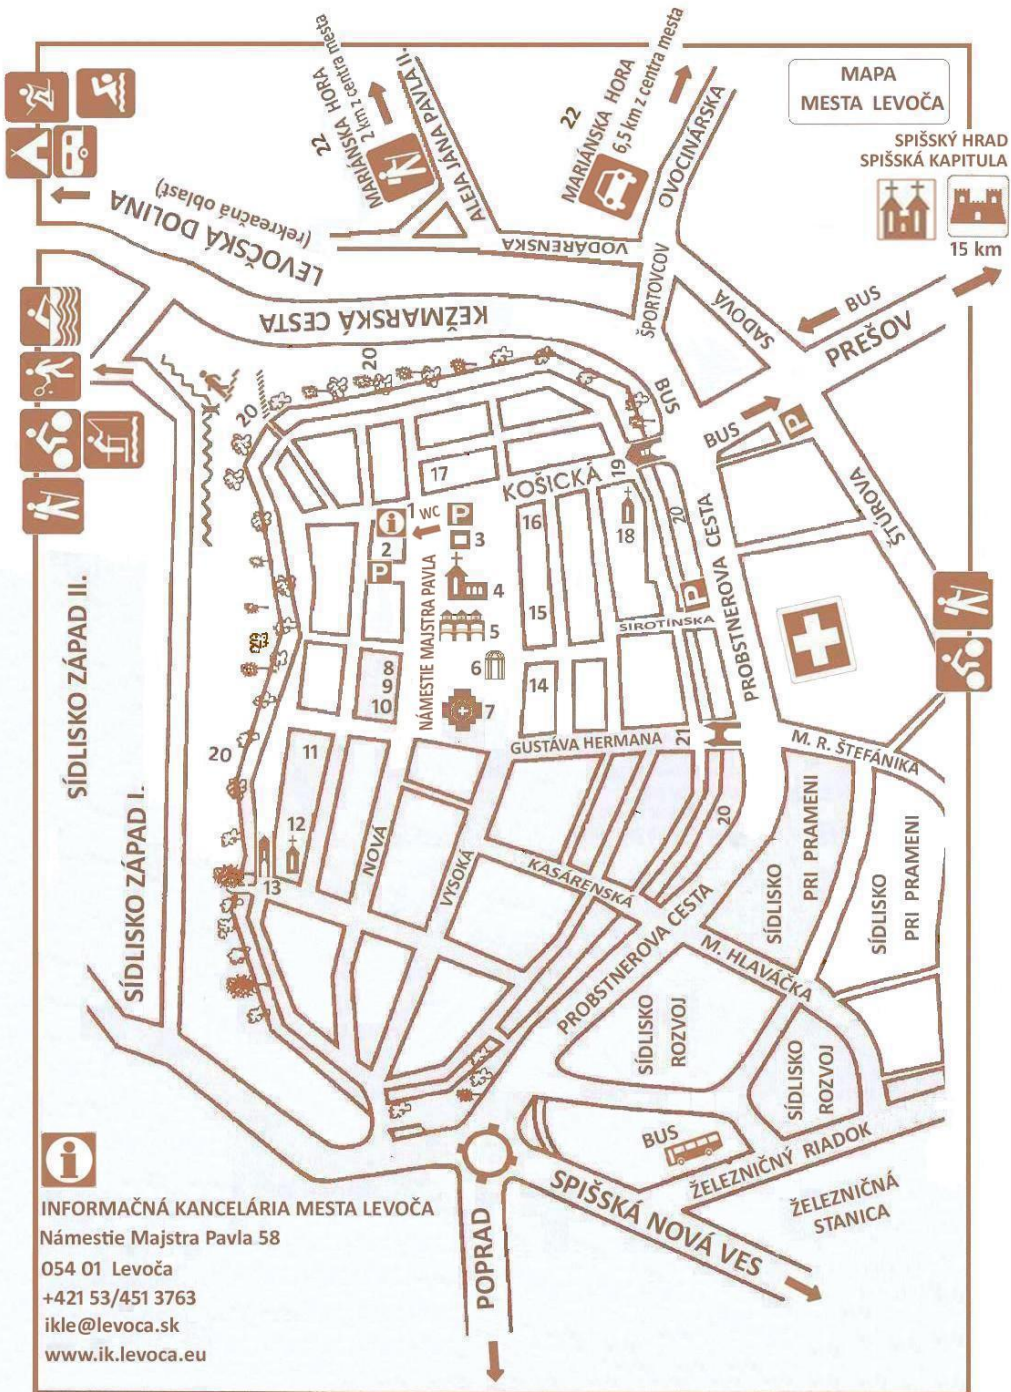 MAPA
MESTA LEVOČA
SPIŠSKÝ HRAD
SPIŠSKÁ KAPITULA
15 km
22
MARIÁNSKA HORA
2 km z centra mesta
ALEJA JÁNA PAVLA II.
22
MARIÁNSKA HORA
6,5 km z centra mesta
OVOCINÁRSKA
LEVOČSKÁ DOLINA
(rekreačná oblasť)
VODÁRENSKA
ŠPORTOVCOV
SADOVÁ
BUS
PREŠOV
KEŽMARSKÁ CESTA
20
20
BUS
BUS
P
ŠTÚROVA
17
KOŠICKÁ
19
1
WC
P
i
2
3
P
16
18
20
PROBSTNEROVA CESTA
NÁMESTIE MAJSTRA PAVLA
4
5
6
7
15
P
SIROTÍNSKA
8
9
10
14
GUSTÁVA HERMANA
21
M. R. ŠTEFÁNIKA
20
11
12
13
NOVÁ
VYSOKÁ
KASÁRENSKÁ
20
SÍDLISKO ZÁPAD II.
SÍDLISKO ZÁPAD I.
SÍDLISKO
PRI PRAMENI
SÍDLISKO
PRI PRAMENI
PROBSTNEROVA CESTA
M. HLAVÁČKA
SÍDLISKO
ROZVOJ
SÍDLISKO
ROZVOJ
BUS
ŽELEZNIČNÝ RIADOK
ŽELEZNIČNÁ
STANICA
SPIŠSKÁ NOVÁ VES
POPRAD
i
INFORMAČNÁ KANCELÁRIA MESTA LEVOČA
Námestie Majstra Pavla 58
054 01 Levoča
+421 53/451 3763
ikle@levoca.sk
www.ik.levoca.eu